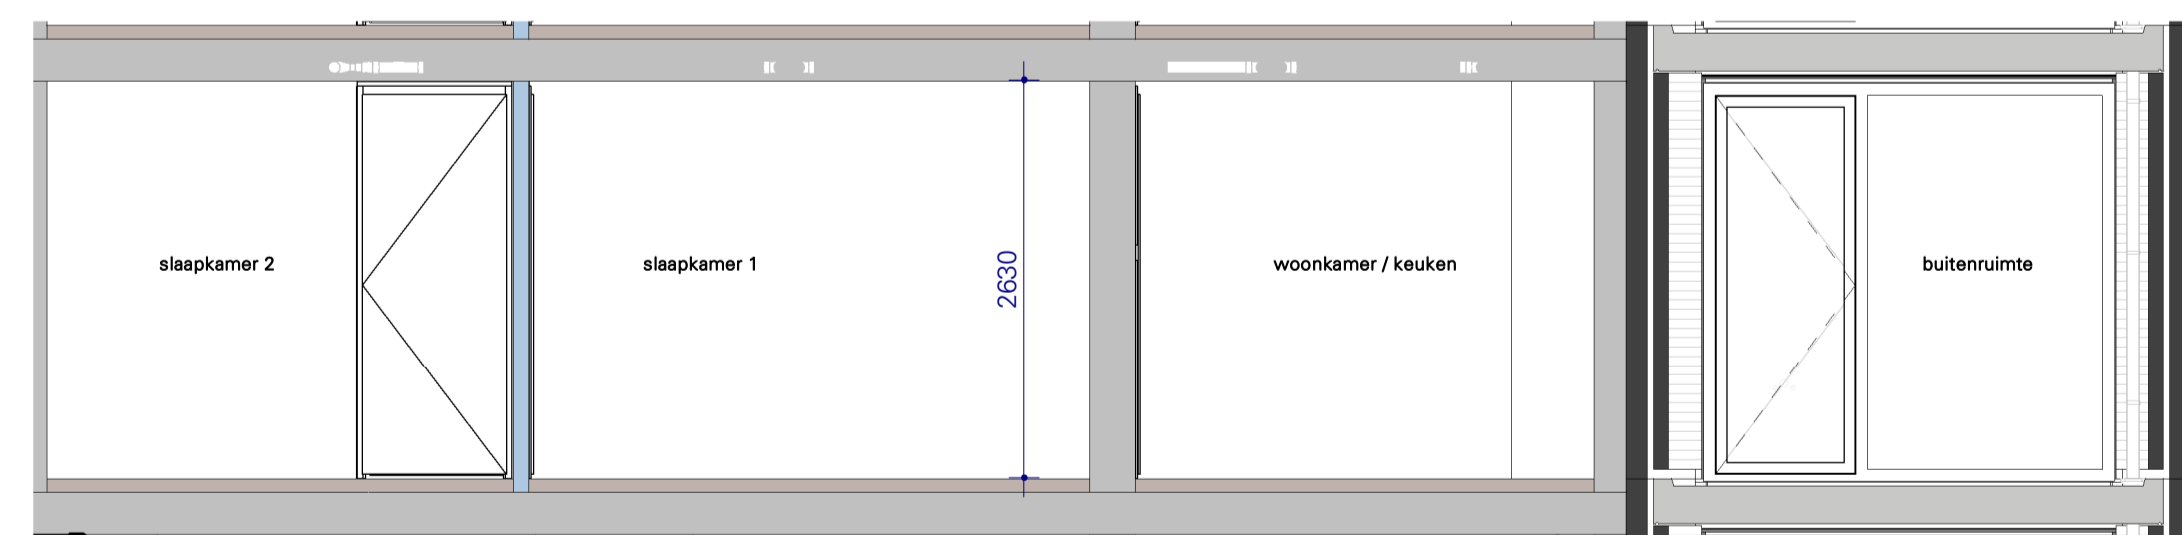 slaapkamer 2
slaapkamer 1
2630
woonkamer / keuken
buitenruimte